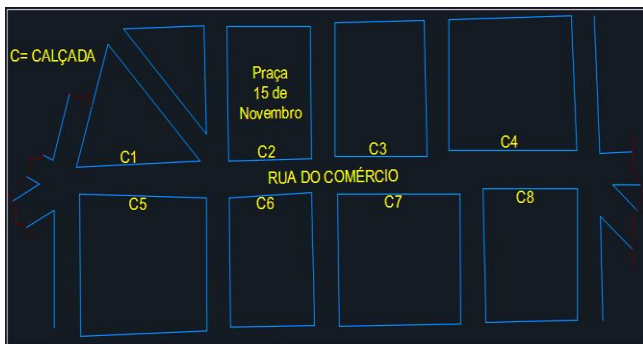 C= CALÇADA
Praça
15 de
Novembro
C1
C2
C3
C4
RUA DO COMÉRCIO
C5
C6
C7
C8